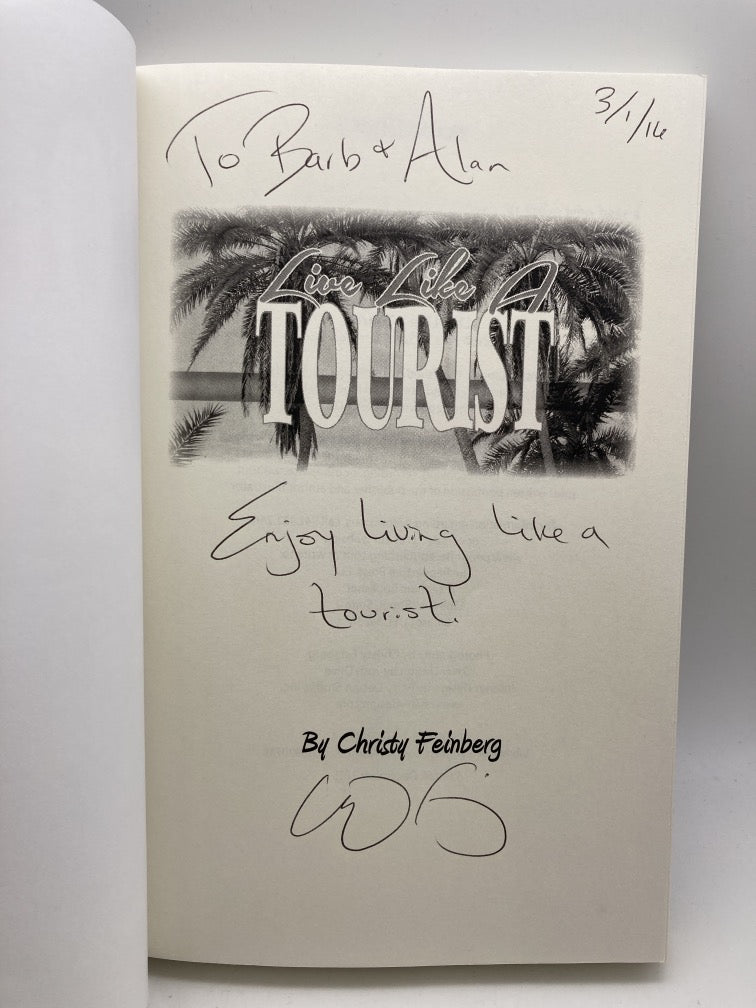 3/1/16
To Barb & Alan
Live Like A
TOURIST
Enjoy Living Like a
tourist!
By Christy Feinberg